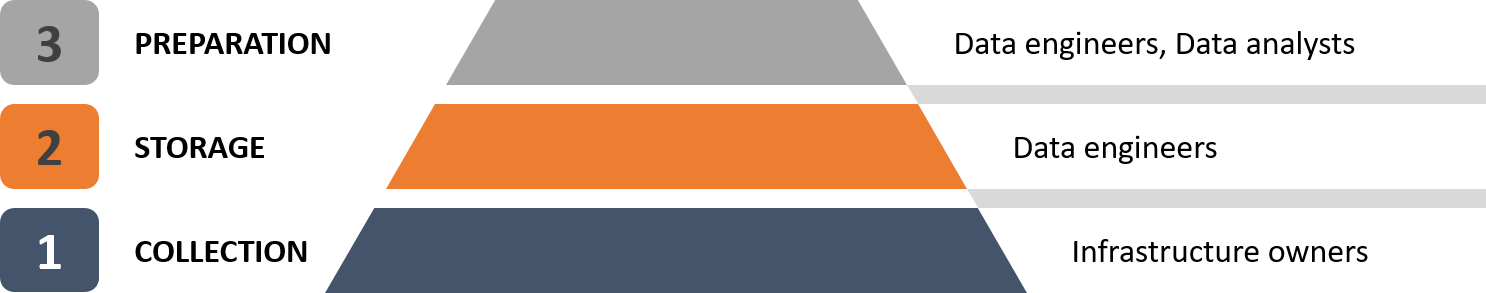 3 PREPARATION Data engineers, Data analysts
2 STORAGE Data engineers
1 COLLECTION Infrastructure owners